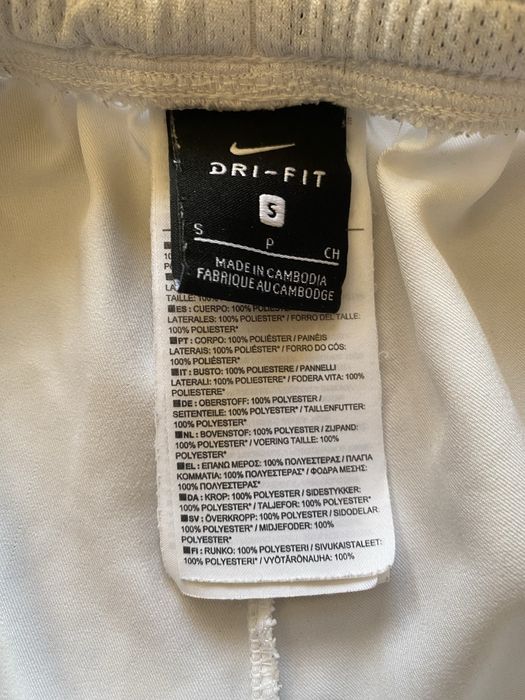 DRI-FIT
S
S P CH
MADE IN CAMBODIA
FABRIQUE AU CAMBODGE
TAILLE: 100%
■ES: CUERPO: 100% POLIÉSTER
LATERALES: 100% POLIESTER* / FORRO DEL TALLE:
100% POLIESTER*
■PT: CORPO: 100% POLIÉSTER / PAINÉIS
LATERAIS: 100% POLIÉSTER* / FORRO DO CÓS:
100% POLIÉSTER*
■IT: BUSTO: 100% POLIESTERE / PANNELLI
LATERALI: 100% POLIESTERE* / FODERA VITA: 100%
POLIESTERE*
■DE: OBERSTOFF: 100% POLYESTER /
SEITENTEILE: 100% POLYESTER* / TAILLENFUTTER:
100% POLYESTER*
■NL: BOVENSTOF: 100% POLYESTER / ZIJPAND:
100% POLYESTER* / VOERING TAILLE: 100%
POLYESTER*
■EL: ΕΠΑΝΩ ΜΕΡΟΣ: 100% ΠΟΛΥΕΣΤΕΡΑΣ / ΠΛΑΓΙΑ
ΚΟΜΜΑΤΙΑ: 100% ΠΟΛΥΕΣΤΕΡΑΣ* / ΦΟΔΡΑ ΜΕΣΗΣ:
100% ΠΟΛΥΕΣΤΕΡΑΣ*
■DA: KROP: 100% POLYESTER / SIDESTYKKER:
100% POLYESTER* / TALJEFOR: 100% POLYESTER*
■SV: ÖVERKROPP: 100% POLYESTER / SIDODELAR:
100% POLYESTER* / MIDJEFODER: 100%
POLYESTER*
■FI: RUNKO: 100% POLYESTERI / SIVUKAISTALEET:
100% POLYESTERI* / VYÖTÄRÖNAUHA: 100%